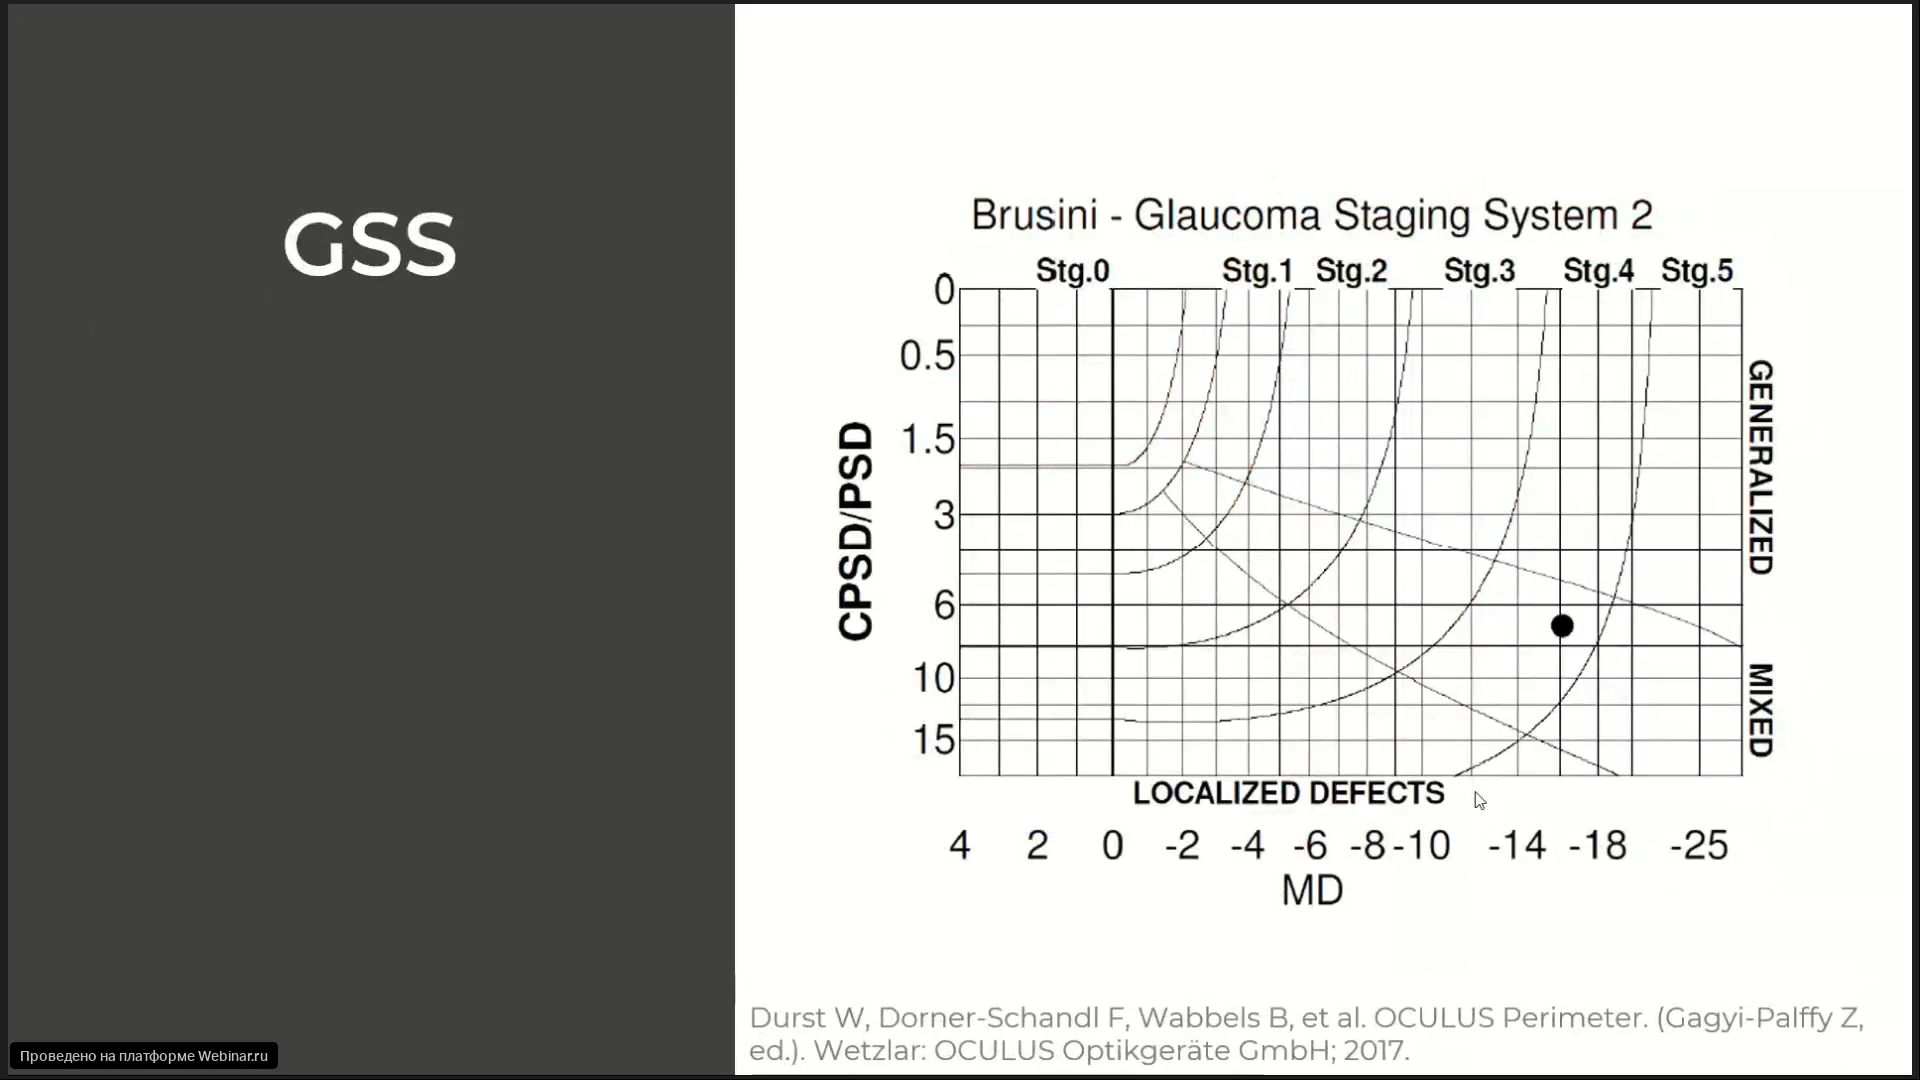 GSS
Brusini - Glaucoma Staging System 2
Stg.0 Stg.1 Stg.2 Stg.3 Stg.4 Stg.5
0
0.5
1.5
3
6
10
15
CPSD/PSD
GENERALIZED
MIXED
LOCALIZED DEFECTS
4 2 0 -2 -4 -6 -8 -10 -14 -18 -25
MD
Durst W, Dorner-Schandl F, Wabbels B, et al. OCULUS Perimeter. (Gagyi-Palffy Z,
ed.). Wetzlar: OCULUS Optikgeräte GmbH; 2017.
Проведено на платформе Webinar.ru